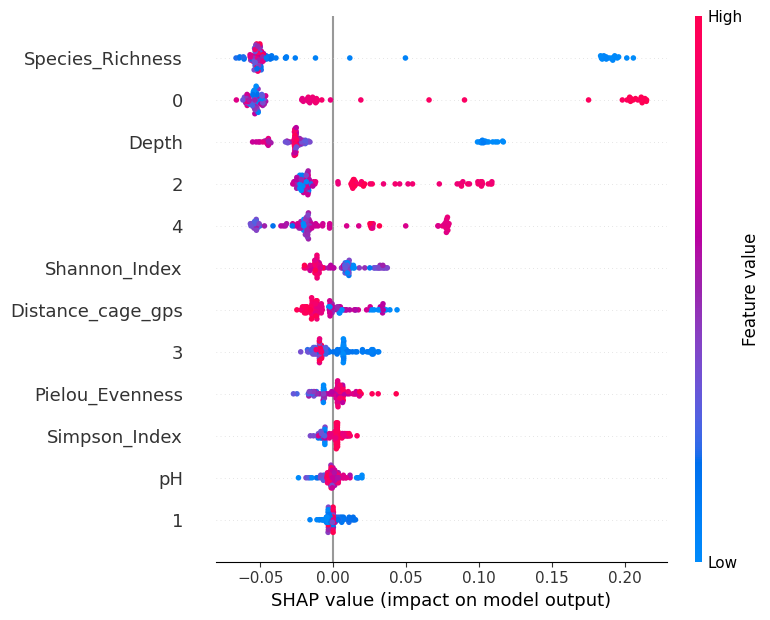 High
Species_Richness
0
Depth
2
4
Shannon_Index
Distance_cage_gps
3
Pielou_Evenness
Simpson_Index
pH
1
Feature value
Low
−0.05 0.00 0.05 0.10 0.15 0.20
SHAP value (impact on model output)